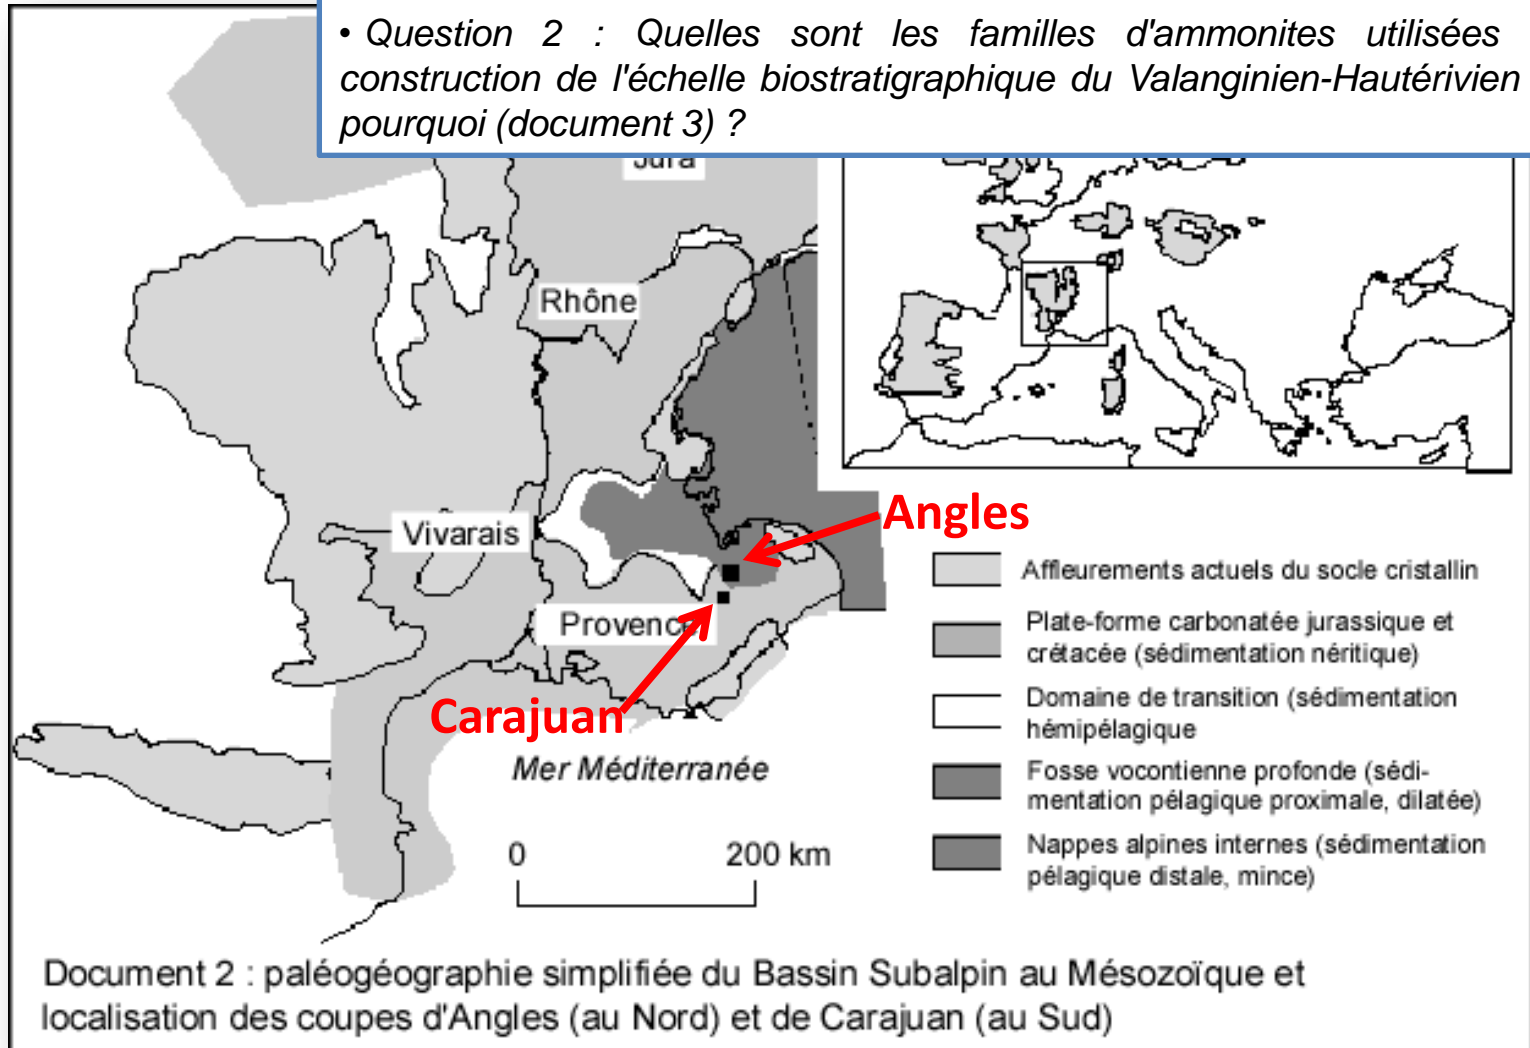 • Question 2 : Quelles sont les familles d'ammonites utilisées
construction de l'échelle biostratigraphique du Valanginien-Hautérivien
pourquoi (document 3) ?
Jura
Rhône
Vivarais
Angles
Provence
Carajuan
Mer Méditerranée
0 200 km
Affleurements actuels du socle cristallin
Plate-forme carbonatée jurassique et
crétacée (sédimentation néritique)
Domaine de transition (sédimentation
hémipélagique
Fosse vocontienne profonde (sédi-
mentation pélagique proximale, dilatée)
Nappes alpines internes (sédimentation
pélagique distale, mince)
Document 2 : paléogéographie simplifiée du Bassin Subalpin au Mésozoïque et
localisation des coupes d'Angles (au Nord) et de Carajuan (au Sud)